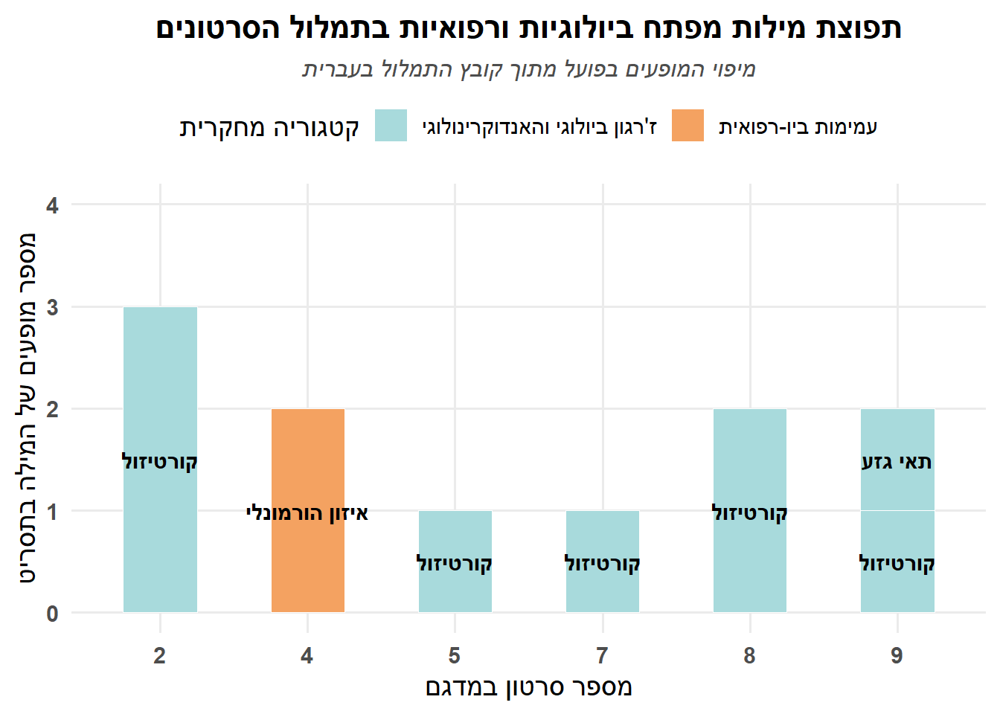 תפוצת מילות מפתח ביולוגיות ורפואיות בתמלול הסרטונים
מיפוי המופעים בפועל מתוך קובץ התמלול בעברית
קטגוריה מחקרית
ז'רגון ביולוגי והאנדוקרינולוגי
עמימות ביו-רפואית
מספר מופעים של המילה בתסריט
4
3
2
1
0
קורטיזול
איזון הורמונלי
קורטיזול
קורטיזול
קורטיזול
תאי גזע
קורטיזול
2 4 5 7 8 9
מספר סרטון במדגם